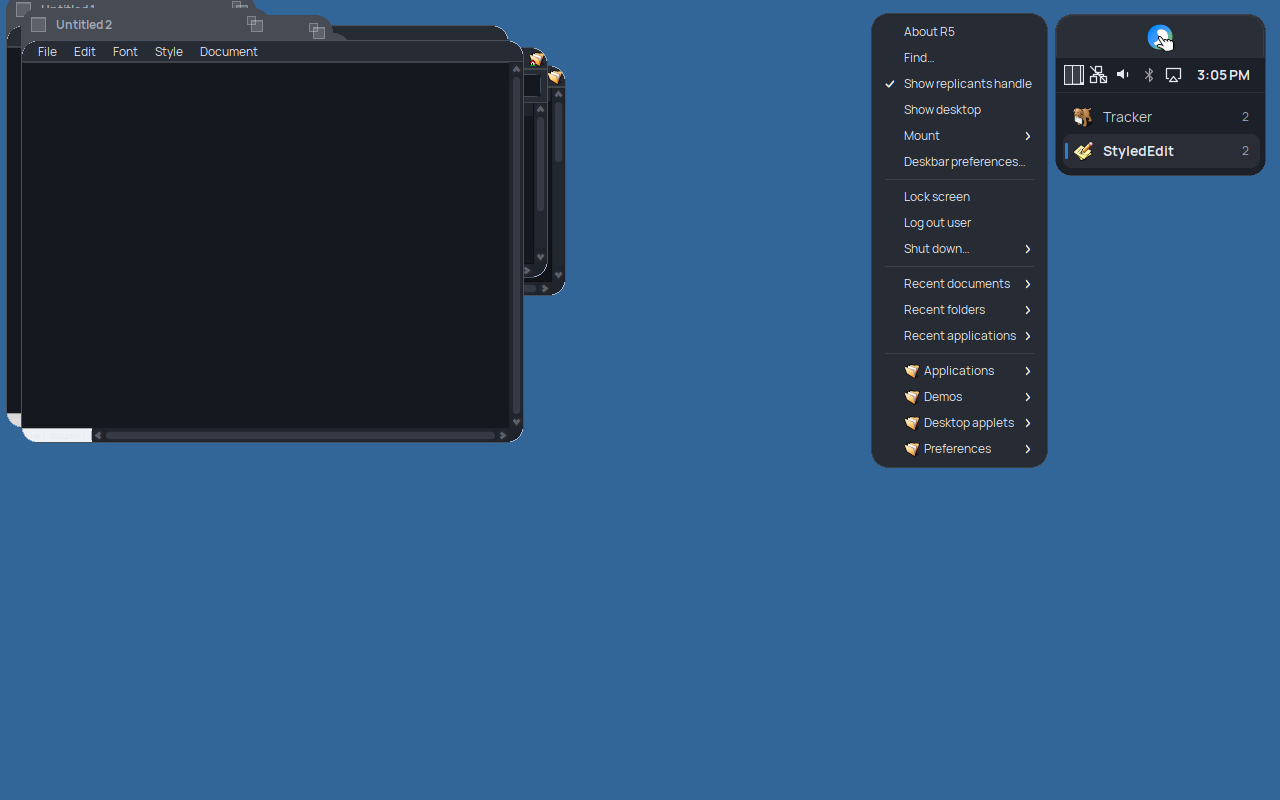 Untitled 1
Untitled 2
File Edit Font Style Document
About R5
Find...
Show replicants handle
Show desktop
Mount
Deskbar preferences...
Lock screen
Log out user
Shut down...
Recent documents
Recent folders
Recent applications
Applications
Demos
Desktop applets
Preferences
3:05 PM
Tracker 2
StyledEdit 2